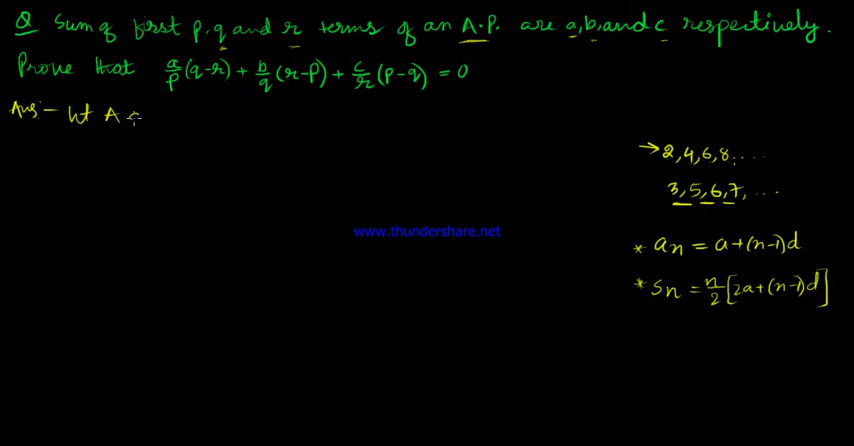 Q Sum of first p, q and r terms of an A.P. are a, b, and c respectively.
Prove that a/p (q-r) + b/q (r-p) + c/r (p-q) = 0
Ans:- let A
→ 2, 4, 6, 8, ....
3, 5, 6, 7, ...
www.thundershare.net
* an = a+(n-1)d
* Sn = n/2 [2a+(n-1)d]